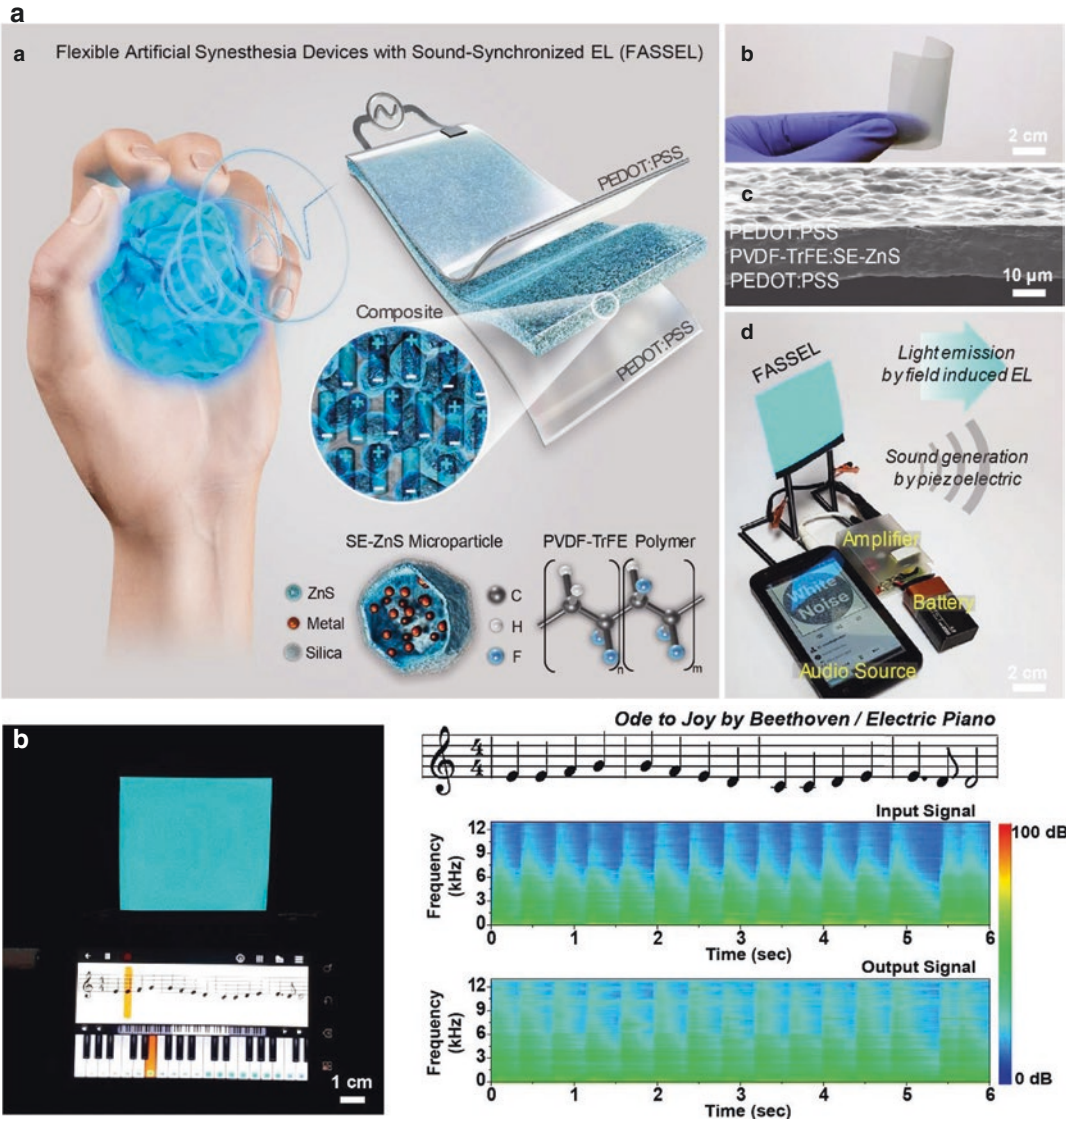 a
a
Flexible Artificial Synesthesia Devices with Sound-Synchronized EL (FASSEL)
PEDOT:PSS
PEDOT:PSS
Composite
SE-ZnS Microparticle
ZnS
Metal
Silica
PVDF-TrFE Polymer
C
H
F
n
m
b
2 cm
c
PEDOT:PSS
PVDF-TrFE:SE-ZnS
PEDOT:PSS
10 µm
d
FASSEL
Light emission
by field induced EL
Sound generation
by piezoelectric
Amplifier
White
Noise
Battery
Audio Source
2 cm
b
1 cm
Ode to Joy by Beethoven / Electric Piano
4
4
Input Signal
Frequency
(kHz)
12
9
6
3
0
0 1 2 3 4 5 6
Time (sec)
100 dB
0 dB
Output Signal
Frequency
(kHz)
12
9
6
3
0
0 1 2 3 4 5 6
Time (sec)